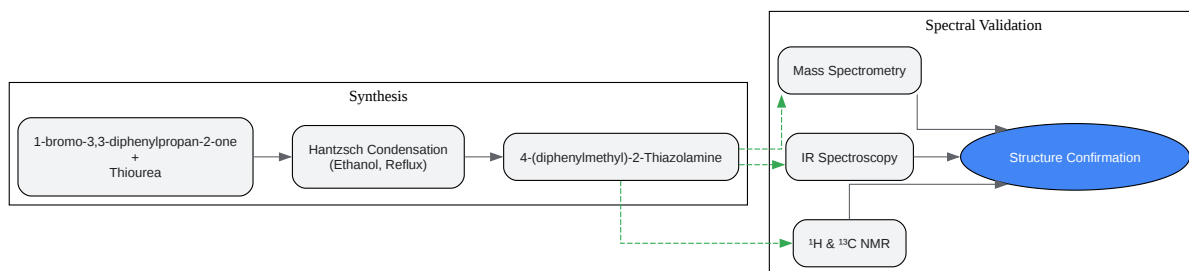 Spectral Validation
Mass Spectrometry
Synthesis
1-bromo-3,3-diphenylpropan-2-one
+
Thiourea
Hantzsch Condensation
(Ethanol, Reflux)
4-(diphenylmethyl)-2-Thiazolamine
IR Spectroscopy
Structure Confirmation
¹H & ¹³C NMR